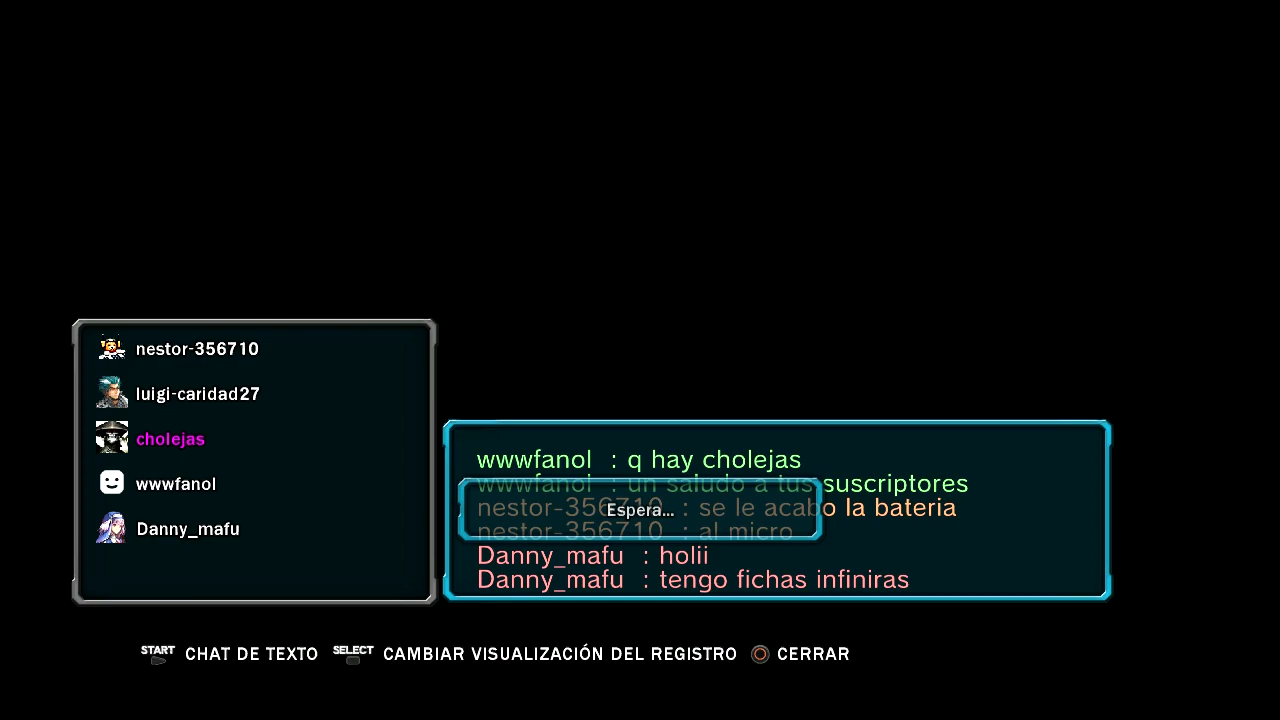 nestor-356710
luigi-caridad27
cholejas
wwwfanol
Danny_mafu
wwwfanol : q hay cholejas
wwwfanol : un saludo a tus suscriptores
nestor-356710 : se le acabo la bateria
Espera...
nestor-356710 : al micro
Danny_mafu : holii
Danny_mafu : tengo fichas infiniras
START CHAT DE TEXTO SELECT CAMBIAR VISUALIZACIÓN DEL REGISTRO CERRAR